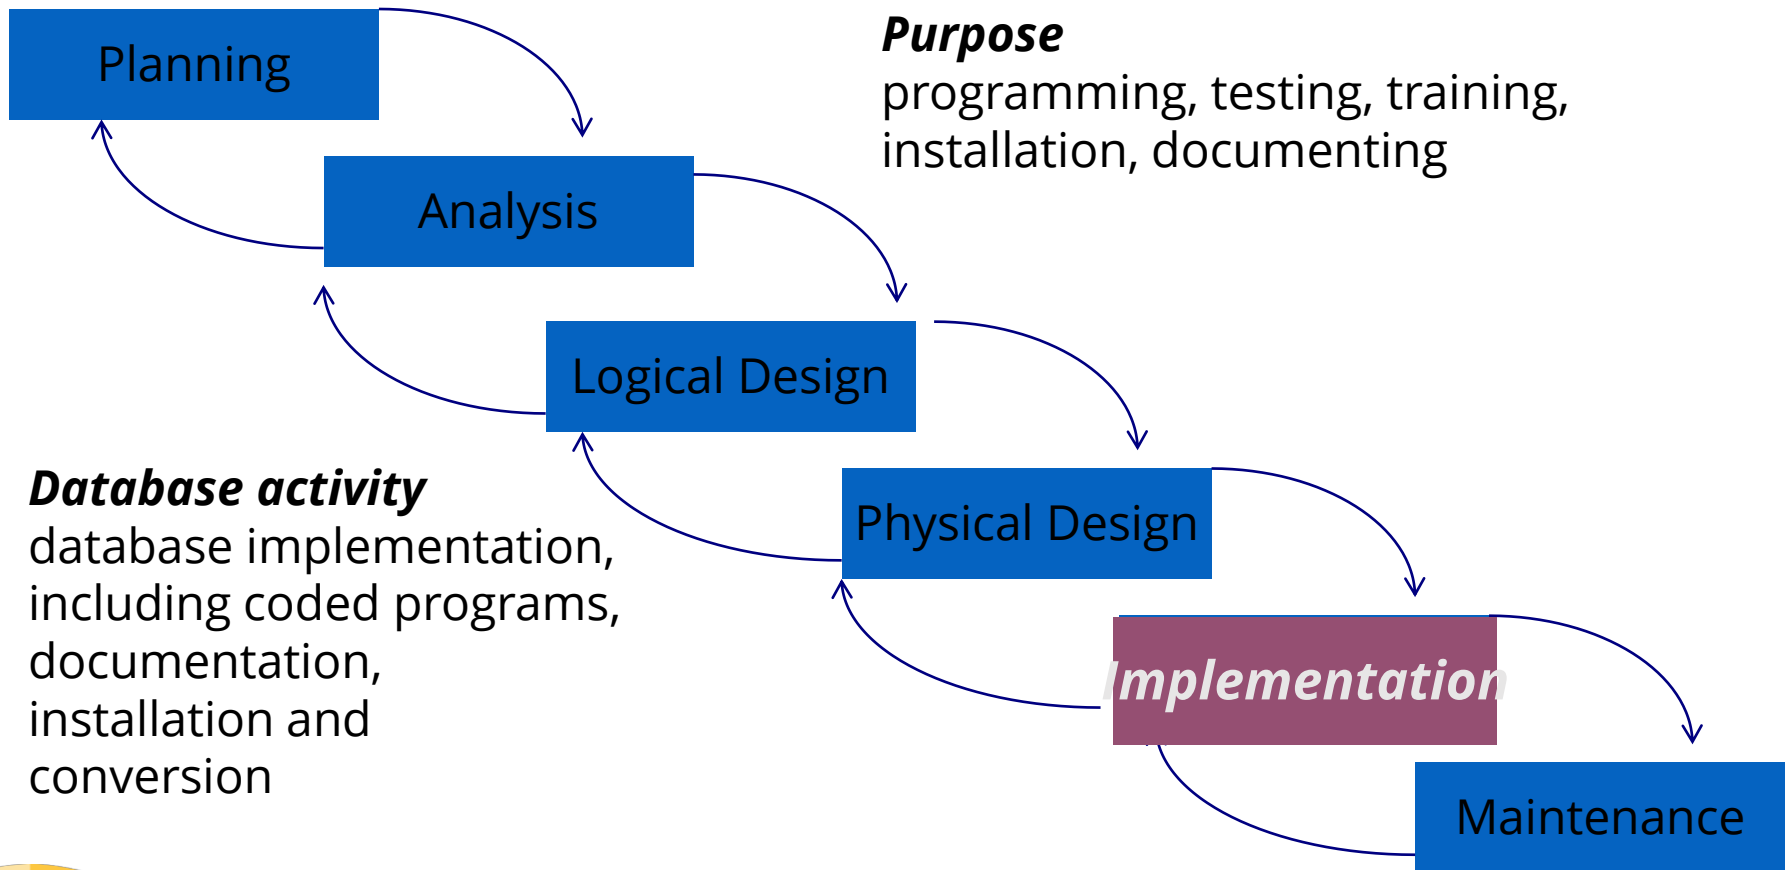 Planning
Purpose
programming, testing, training,
installation, documenting
Analysis
Logical Design
Database activity
database implementation,
including coded programs,
documentation,
installation and
conversion
Physical Design
Implementation
Maintenance